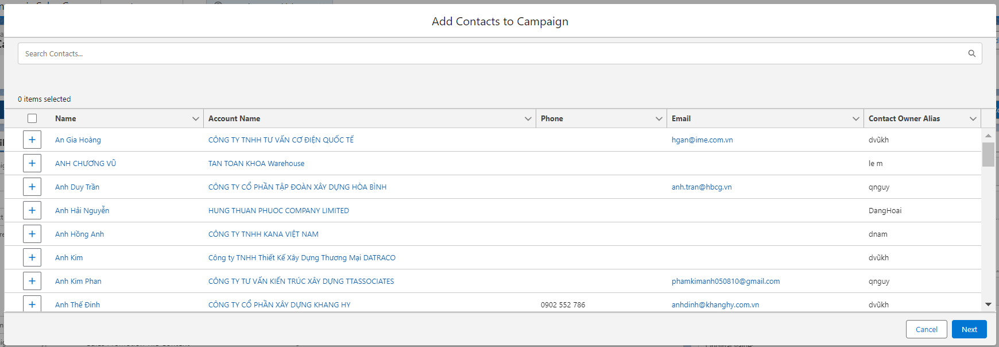 Add Contacts to Campaign
Search Contacts...
0 items selected
Name Account Name Phone Email Contact Owner Alias
An Gia Hoàng CÔNG TY TNHH TƯ VẤN CƠ ĐIỆN QUỐC TẾ hgan@ime.com.vn dvũkh
ANH CHƯƠNG VŨ TAN TOAN KHOA Warehouse le m
Anh Duy Trần CÔNG TY CỔ PHẦN TẬP ĐOÀN XÂY DỰNG HÒA BÌNH anh.tran@hbcg.vn qnguy
Anh Hải Nguyễn HUNG THUAN PHUOC COMPANY LIMITED DangHoai
Anh Hồng Anh CÔNG TY TNHH KANA VIỆT NAM dnam
Anh Kim Công ty TNHH Thiết Kế Xây Dựng Thương Mại DATRACO dvũkh
Anh Kim Phan CÔNG TY TƯ VẤN KIẾN TRÚC XÂY DỰNG TTASSOCIATES phamkimanh050810@gmail.com qnguy
Anh Thế Đinh CÔNG TY CỔ PHẦN XÂY DỰNG KHANG HY 0902 552 786 anhdinh@khanghy.com.vn dvũkh
Cancel Next